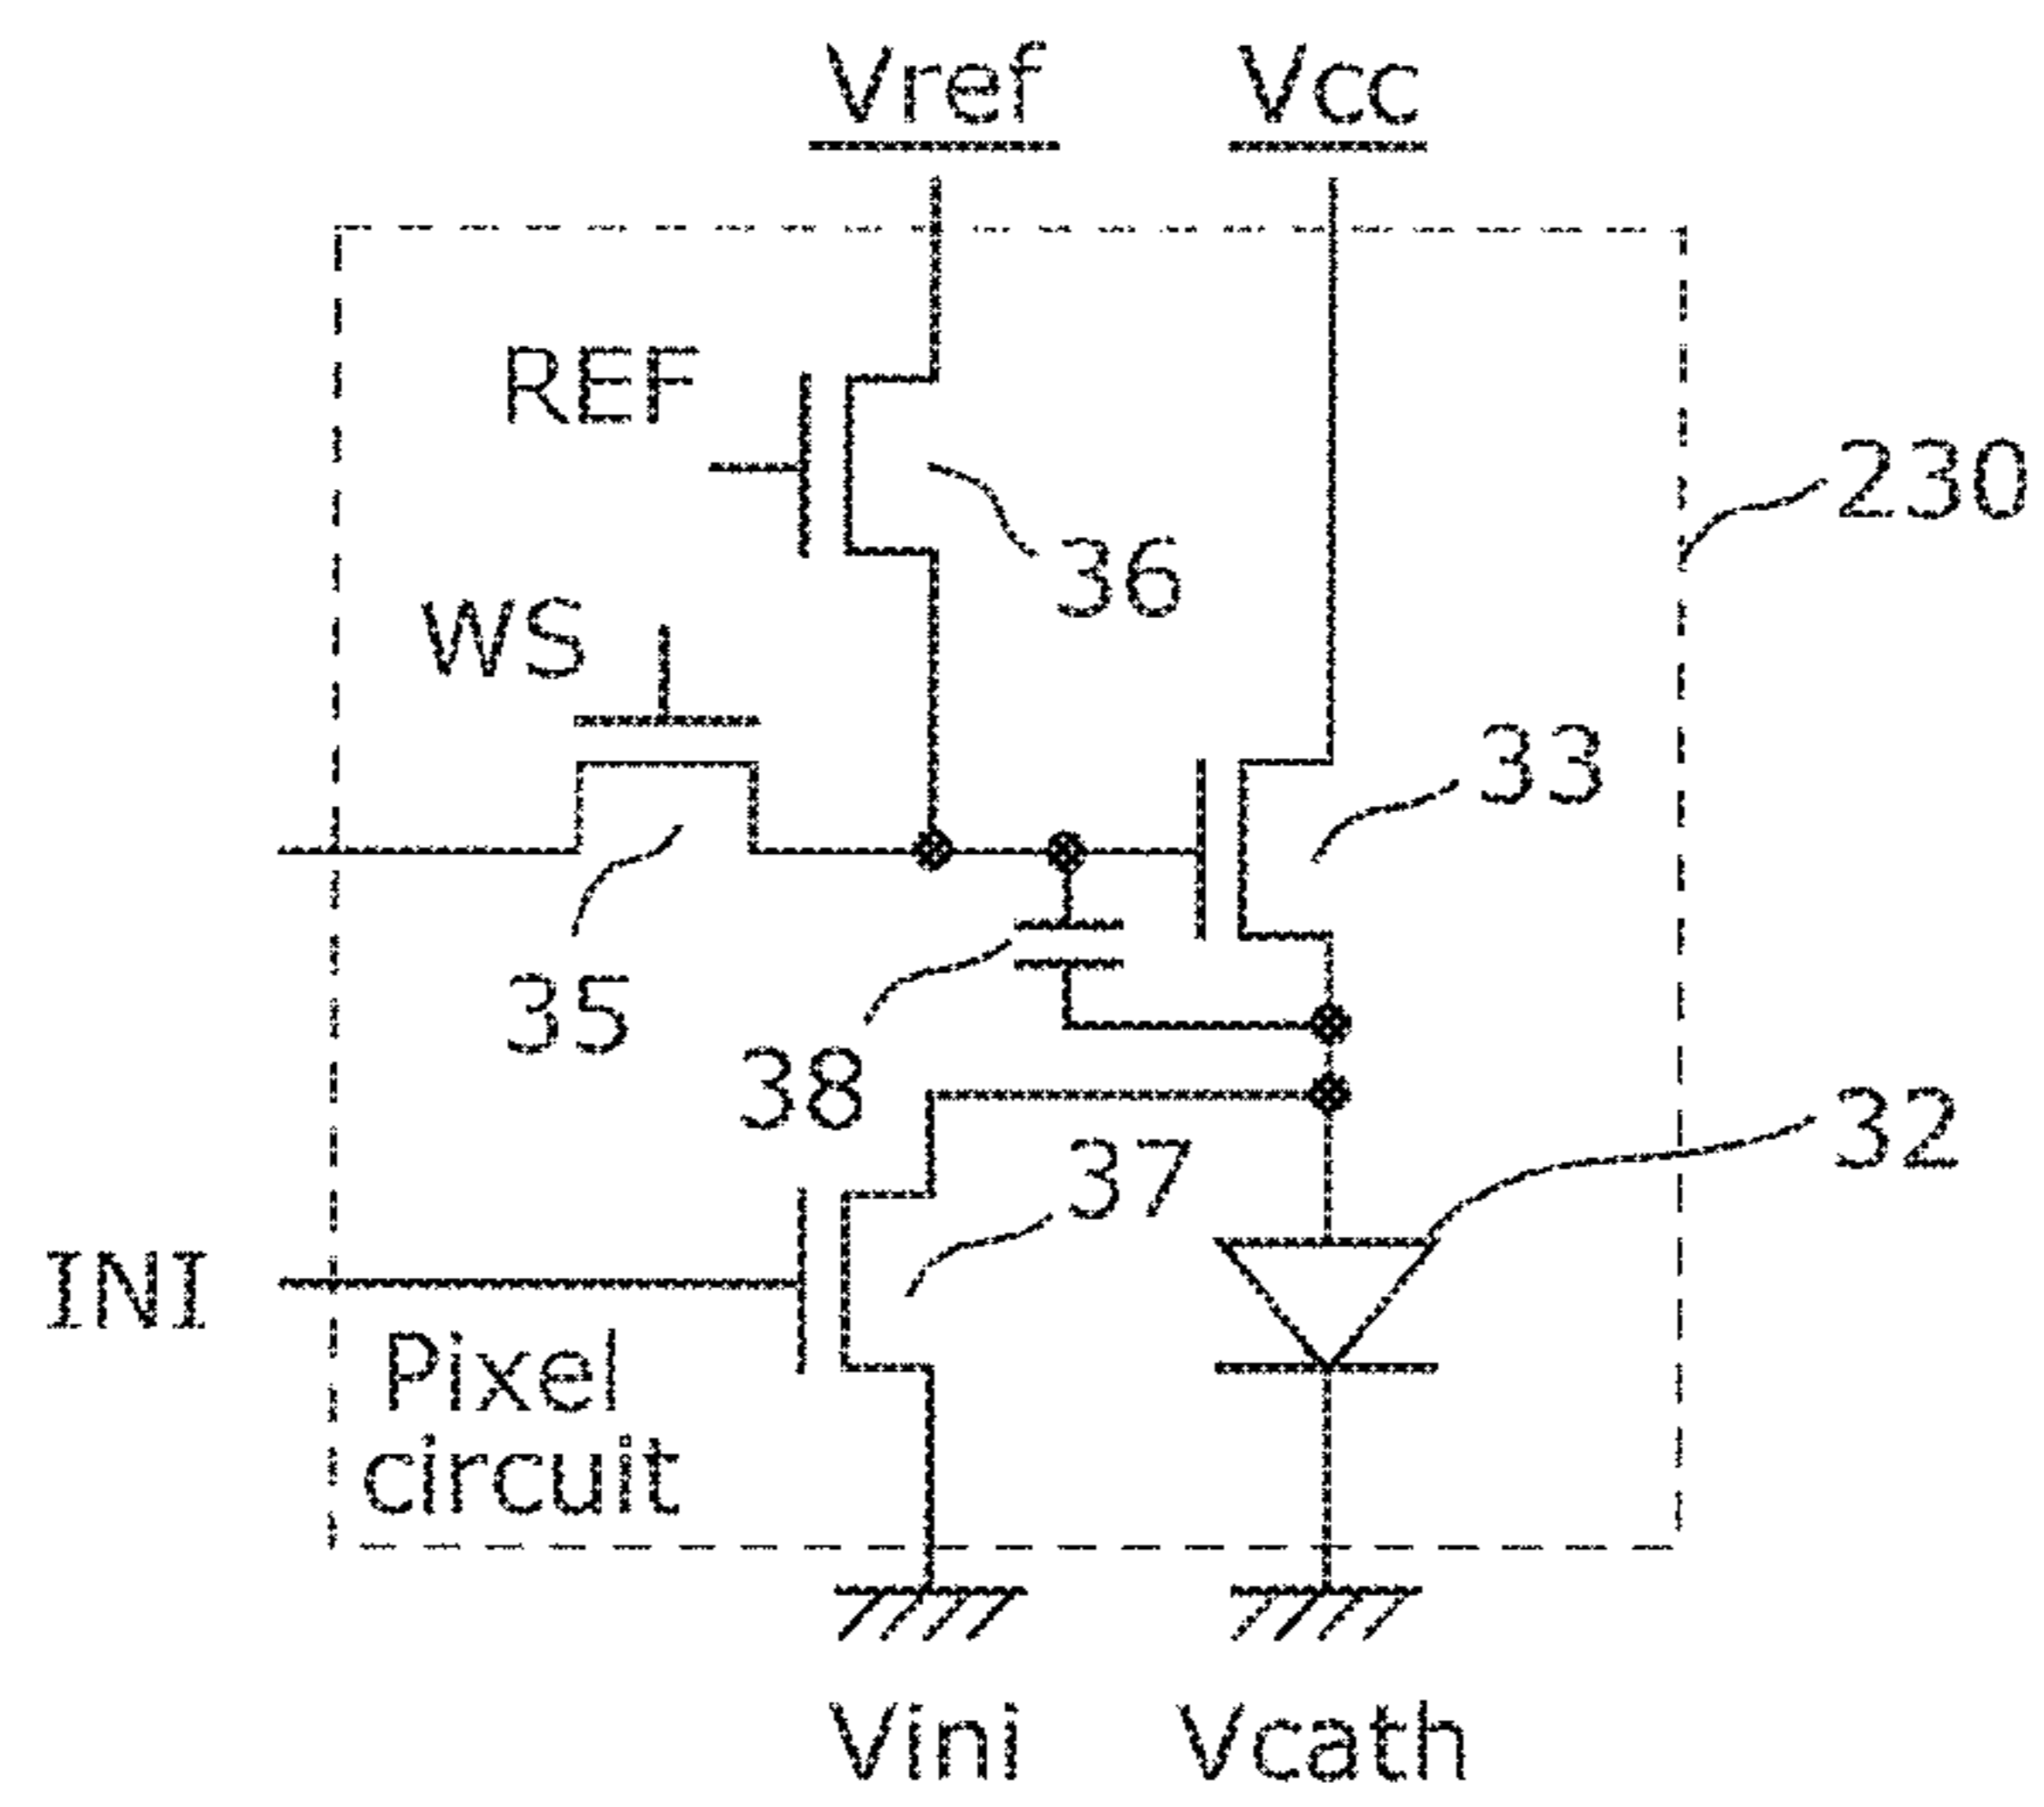 Vref Vcc
REF
230
36
WS
33
35
38
32
37
INI
Pixel
circuit
Vini Vcath